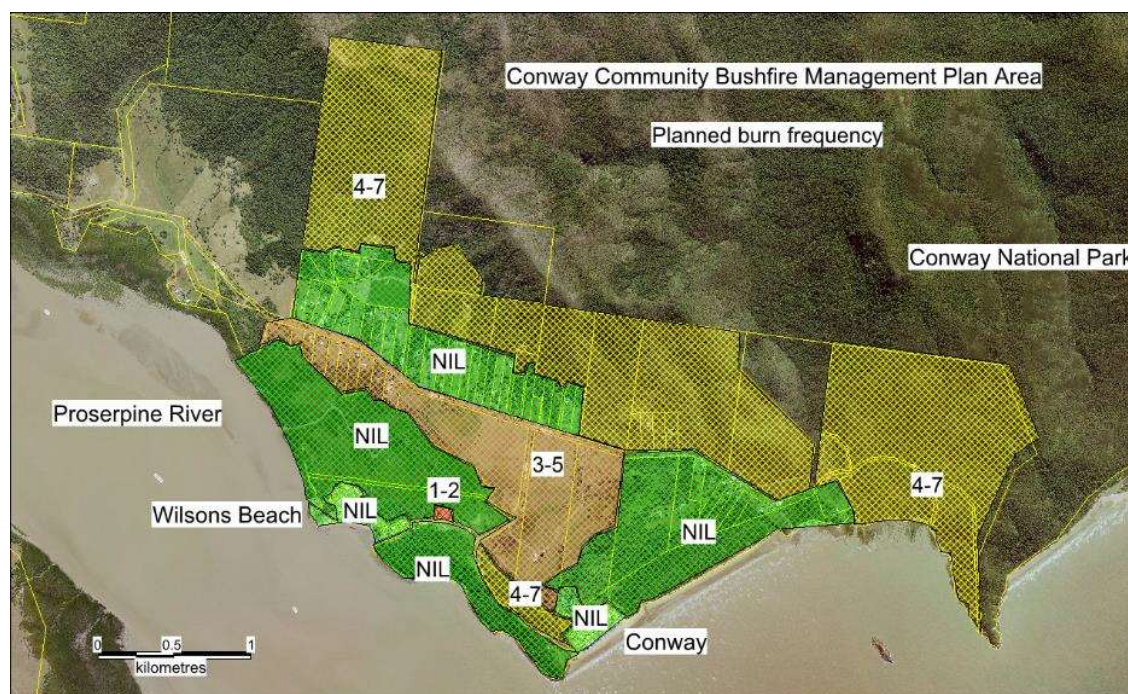 Conway Community Bushfire Management Plan Area
Planned burn frequency
4-7
Conway National Park
NIL
Proserpine River
NIL
3-5
1-2
4-7
Wilsons Beach
NIL
NIL
NIL
4-7
NIL
Conway
0 0.5 1
kilometres